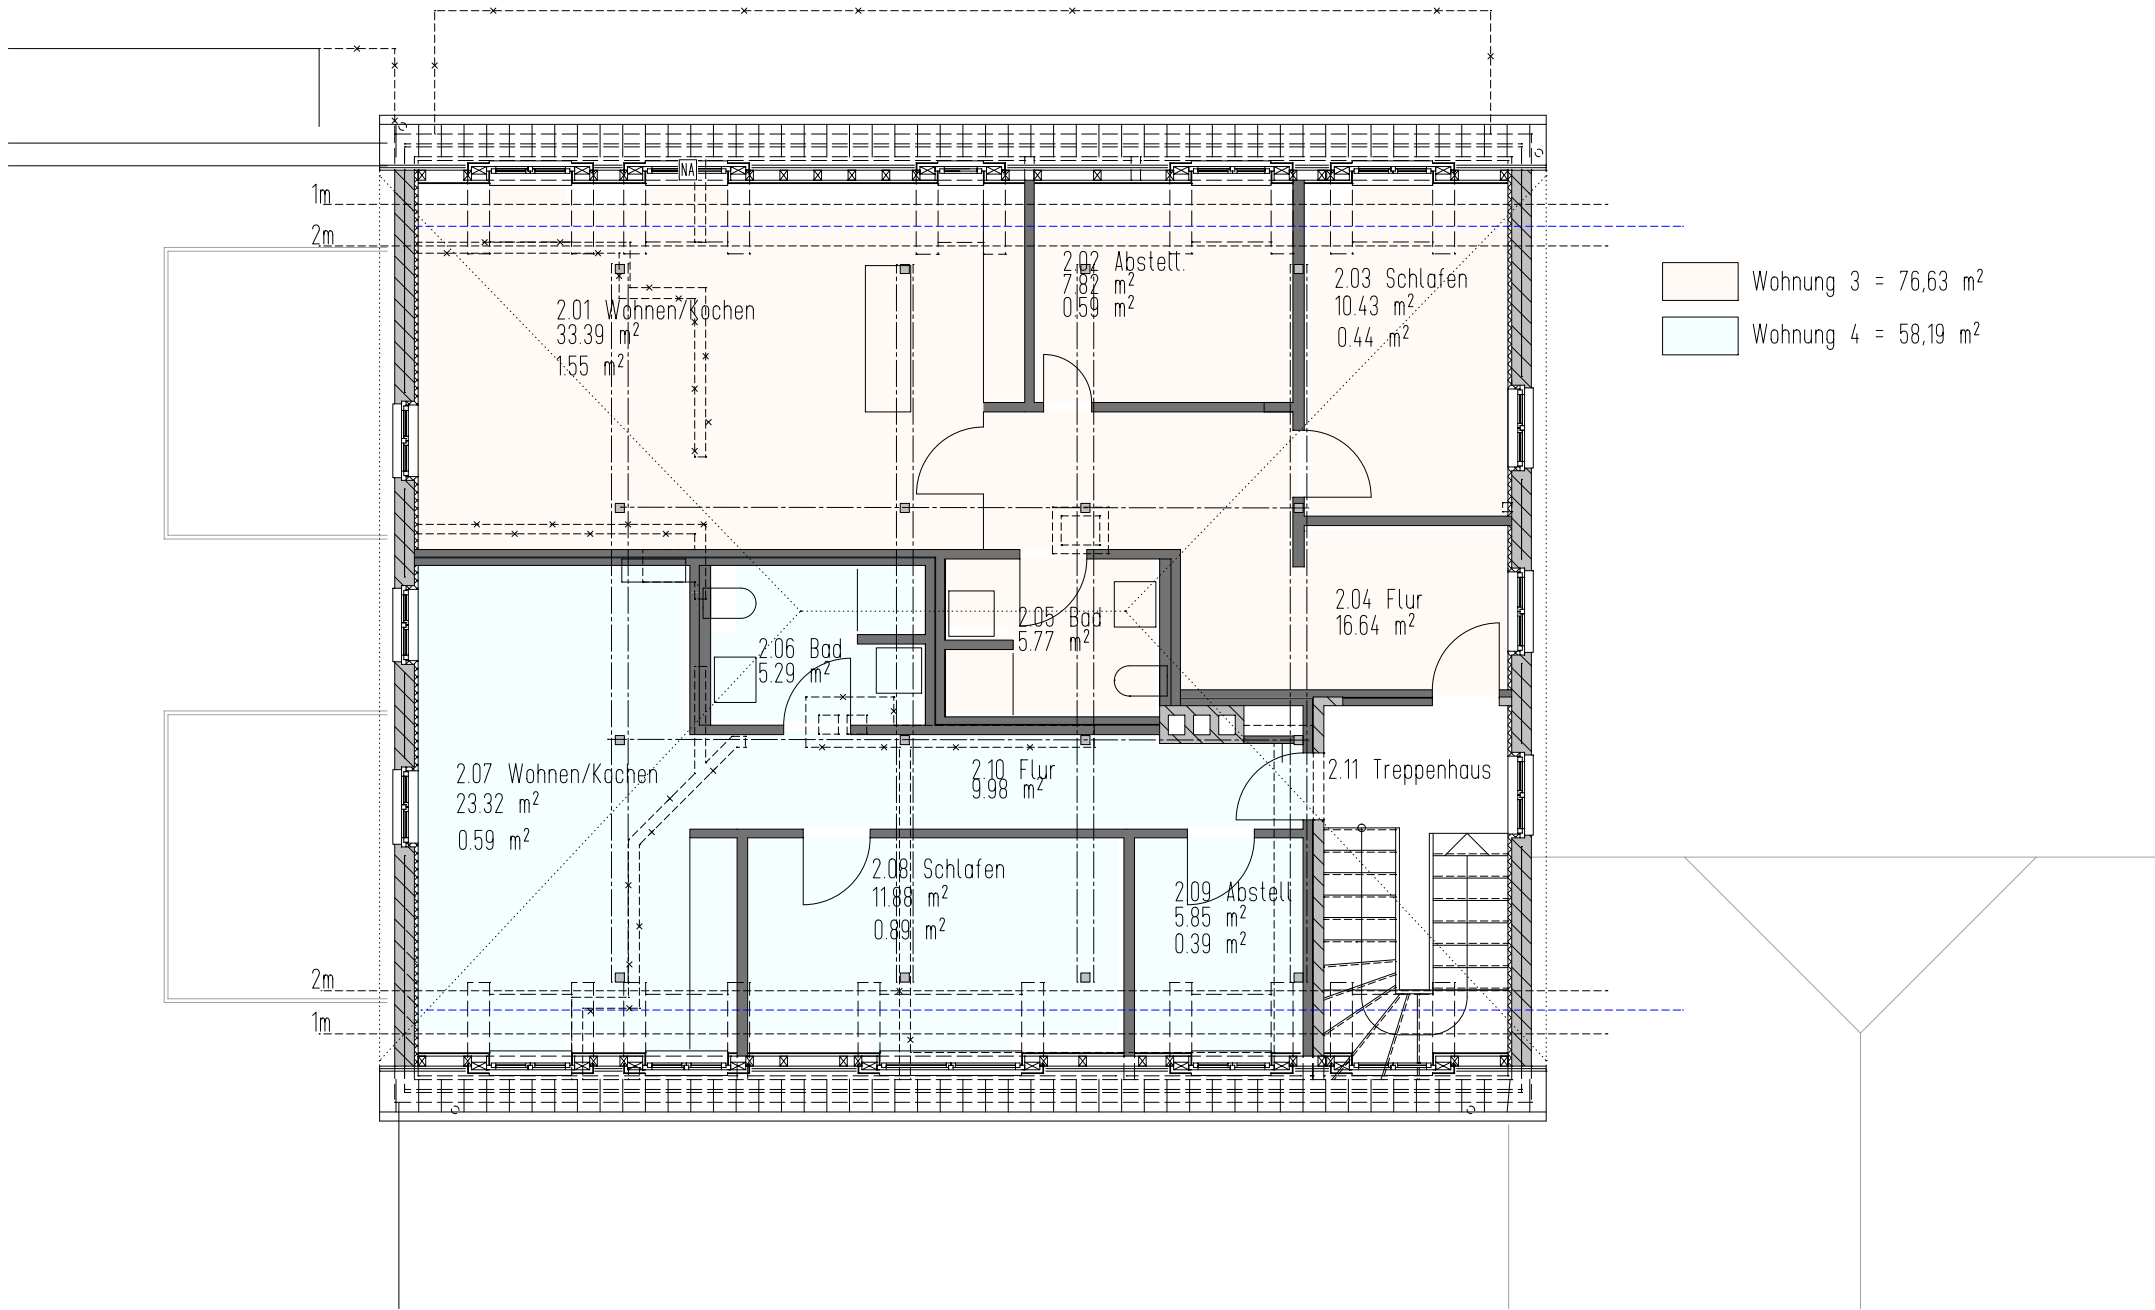 NA
1m
2m
2.01 Wohnen/Kochen
33.39 m²
1.55 m²
2.02 Abstell.
7.82 m²
0.59 m²
2.03 Schlafen
10.43 m²
0.44 m²
Wohnung 3 = 76,63 m²
Wohnung 4 = 58,19 m²
2.04 Flur
16.64 m²
2.05 Bad
5.77 m²
2.06 Bad
5.29 m²
2.07 Wohnen/Kochen
23.32 m²
0.59 m²
2.10 Flur
9.98 m²
2.11 Treppenhaus
2.08 Schlafen
11.88 m²
0.89 m²
2.09 Abstell.
5.85 m²
0.39 m²
2m
1m